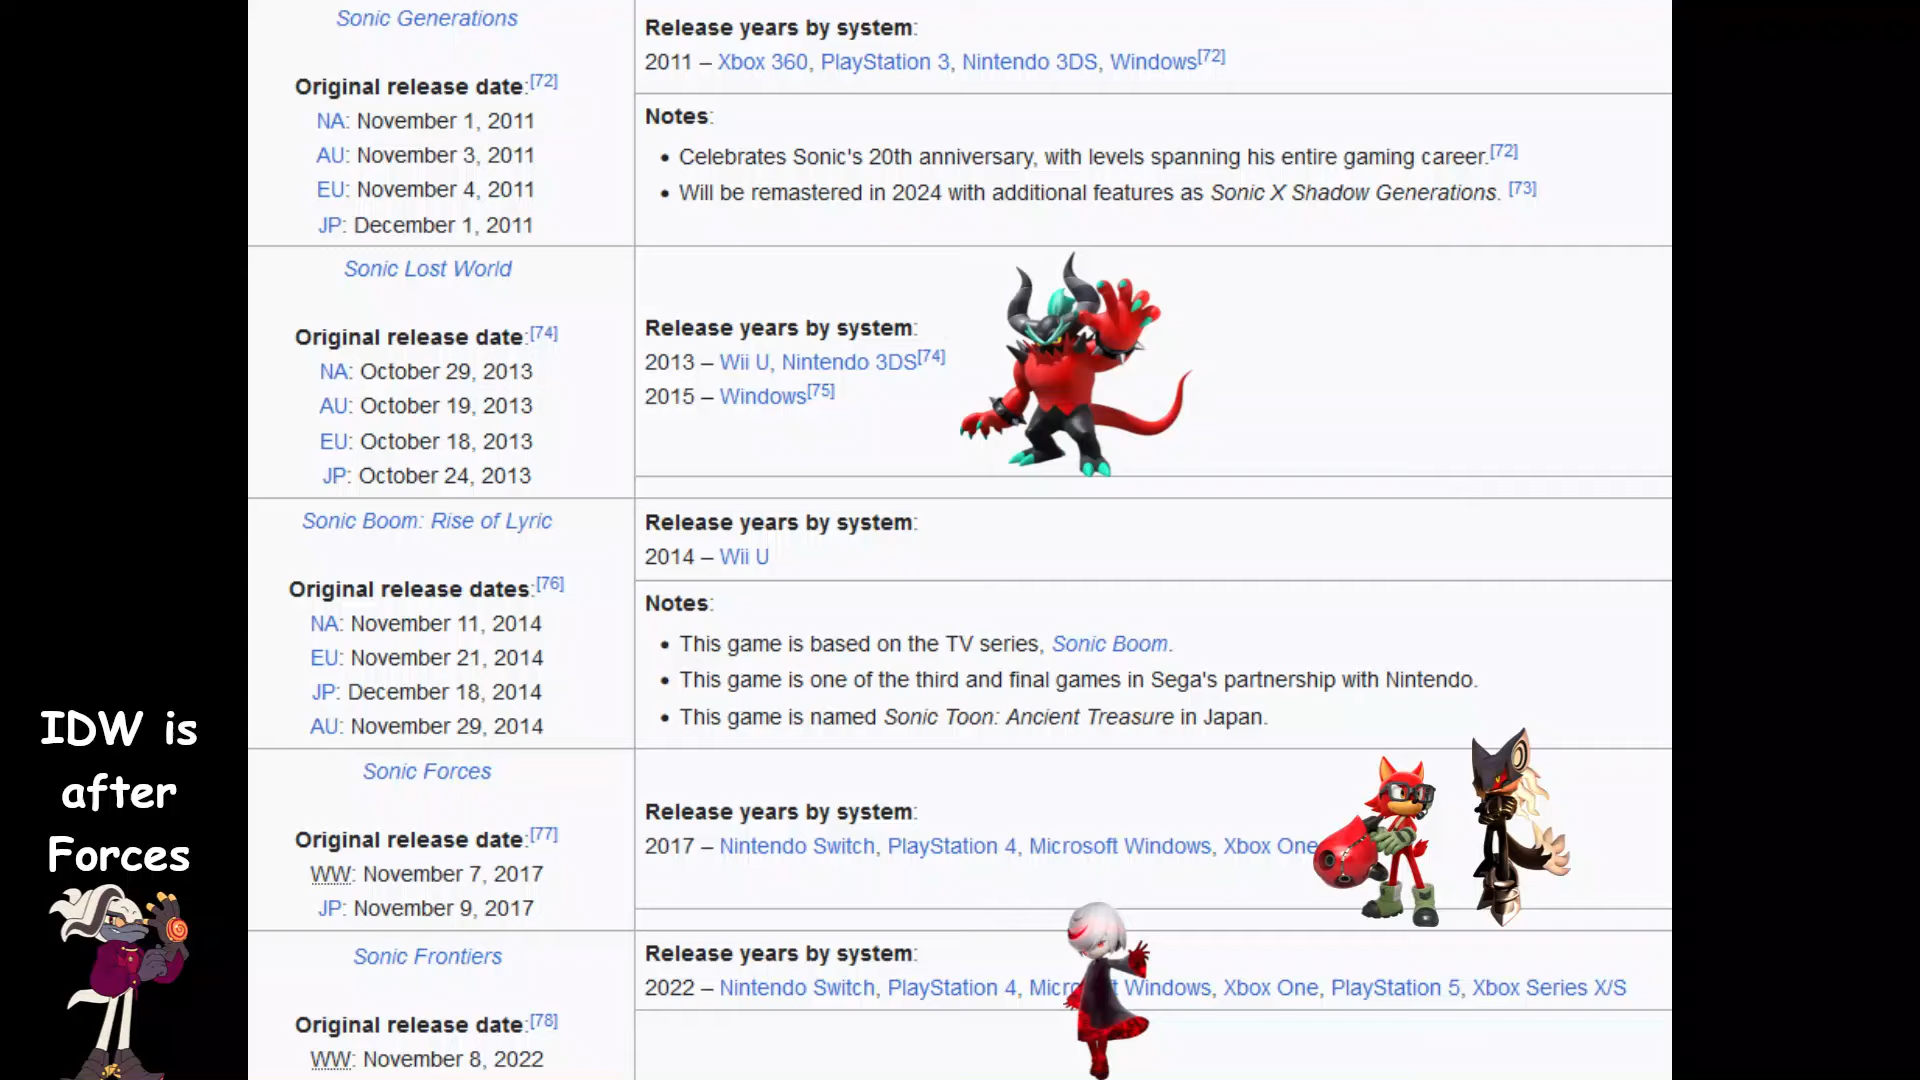 Sonic Generations
Original release date:[72]
NA: November 1, 2011
AU: November 3, 2011
EU: November 4, 2011
JP: December 1, 2011
Release years by system:
2011 – Xbox 360, PlayStation 3, Nintendo 3DS, Windows[72]
Notes:
• Celebrates Sonic's 20th anniversary, with levels spanning his entire gaming career.[72]
• Will be remastered in 2024 with additional features as Sonic X Shadow Generations. [73]
Sonic Lost World
Original release date:[74]
NA: October 29, 2013
AU: October 19, 2013
EU: October 18, 2013
JP: October 24, 2013
Release years by system:
2013 – Wii U, Nintendo 3DS[74]
2015 – Windows[75]
Sonic Boom: Rise of Lyric
Original release dates:[76]
NA: November 11, 2014
EU: November 21, 2014
JP: December 18, 2014
AU: November 29, 2014
Release years by system:
2014 – Wii U
Notes:
• This game is based on the TV series, Sonic Boom.
• This game is one of the third and final games in Sega's partnership with Nintendo.
• This game is named Sonic Toon: Ancient Treasure in Japan.
Sonic Forces
Original release date:[77]
WW: November 7, 2017
JP: November 9, 2017
Release years by system:
2017 – Nintendo Switch, PlayStation 4, Microsoft Windows, Xbox One
Sonic Frontiers
Original release date:[78]
WW: November 8, 2022
Release years by system:
2022 – Nintendo Switch, PlayStation 4, Windows, Xbox One, PlayStation 5, Xbox Series X/S
IDW is
after
Forces